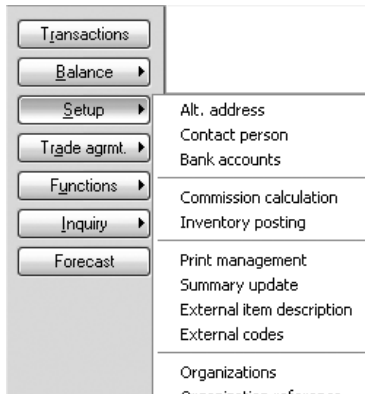 Transactions
Balance
Setup
Trade agrmt.
Functions
Inquiry
Forecast
Alt. address
Contact person
Bank accounts
Commission calculation
Inventory posting
Print management
Summary update
External item description
External codes
Organizations